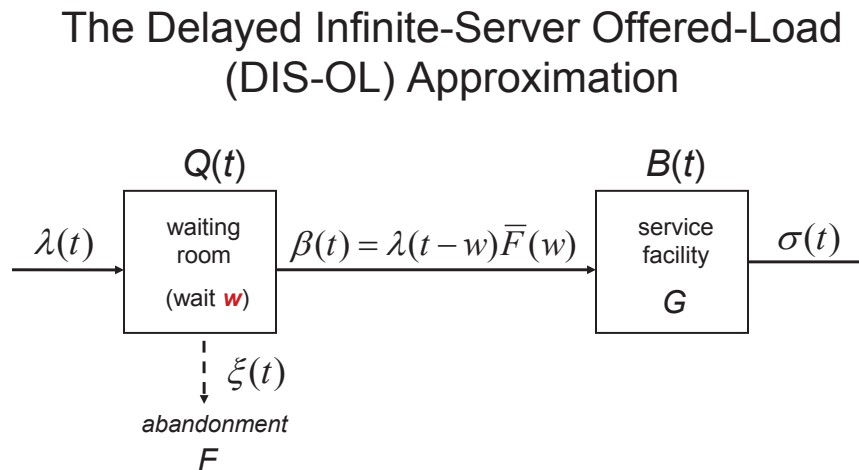 The Delayed Infinite-Server Offered-Load
(DIS-OL) Approximation
Q(t)
B(t)
λ(t)
waiting
room
(wait w)
β(t) = λ(t − w)F̅(w)
service
facility
G
σ(t)
ξ(t)
abandonment
F